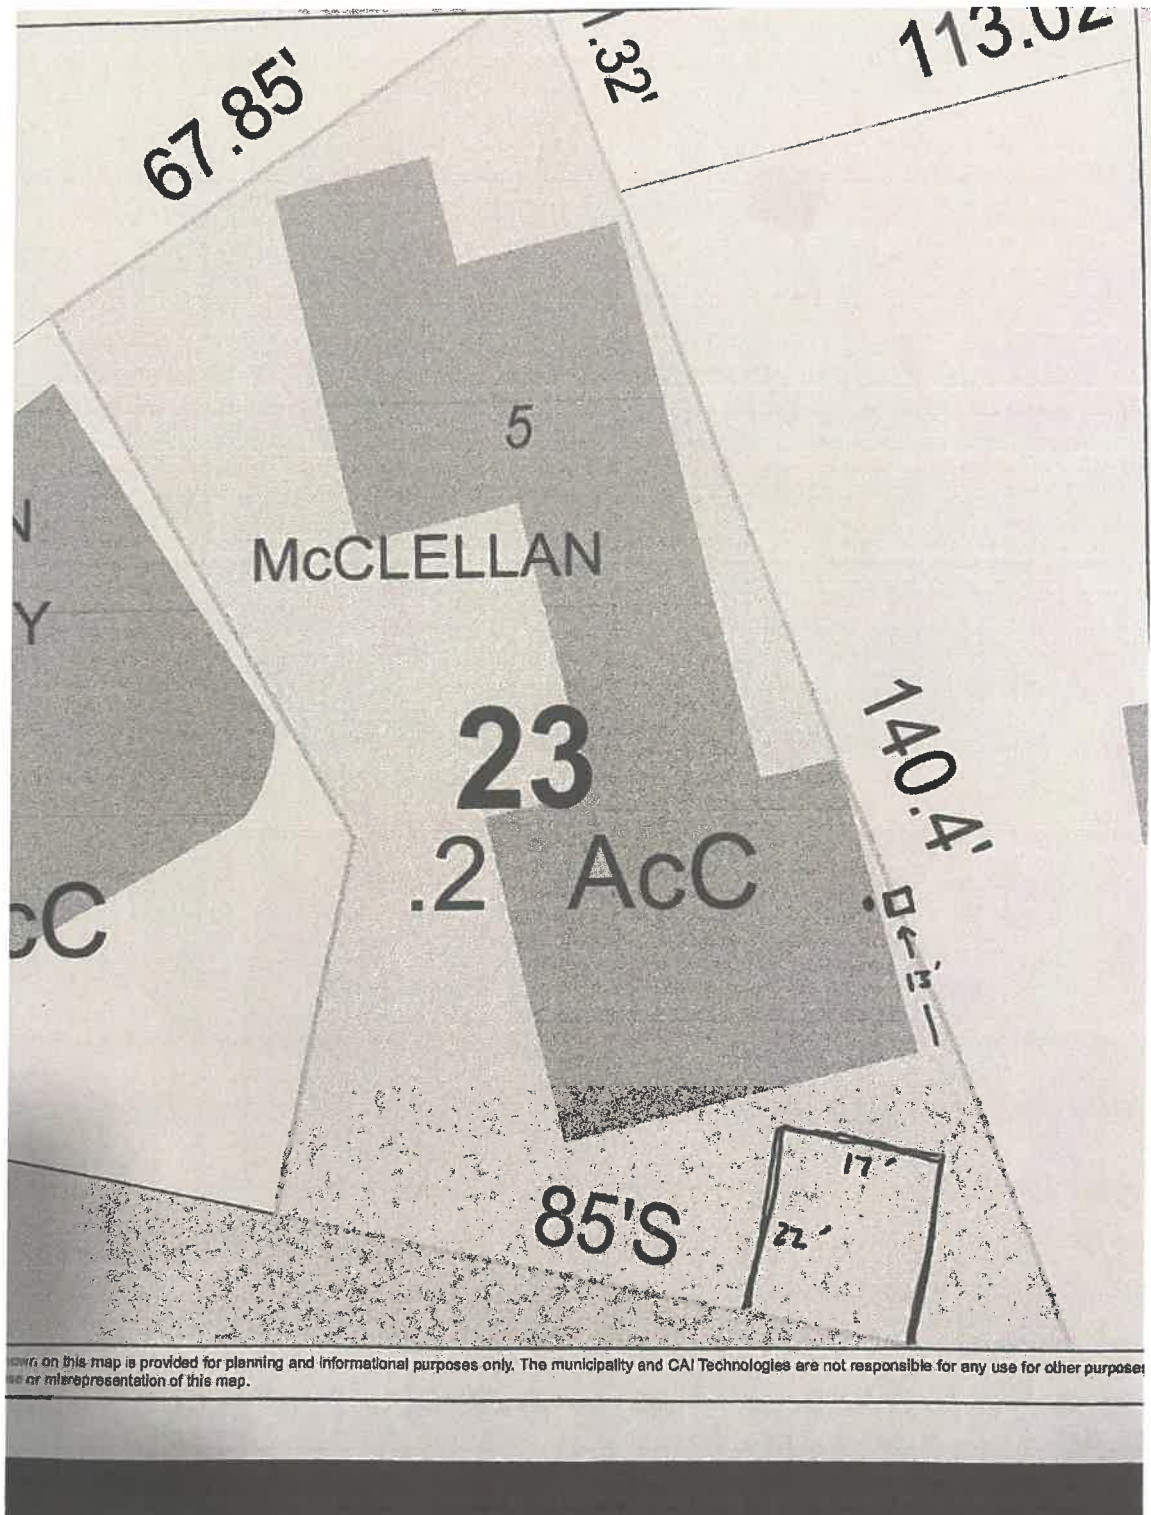 67.85'
.32'
113.02
5
N
McCLELLAN
Y
23
140.4'
.2 AcC
cC
13'
17'
85'S
22'
on this map is provided for planning and informational purposes only. The municipality and CAI Technologies are not responsible for any use for other purposes
or misrepresentation of this map.